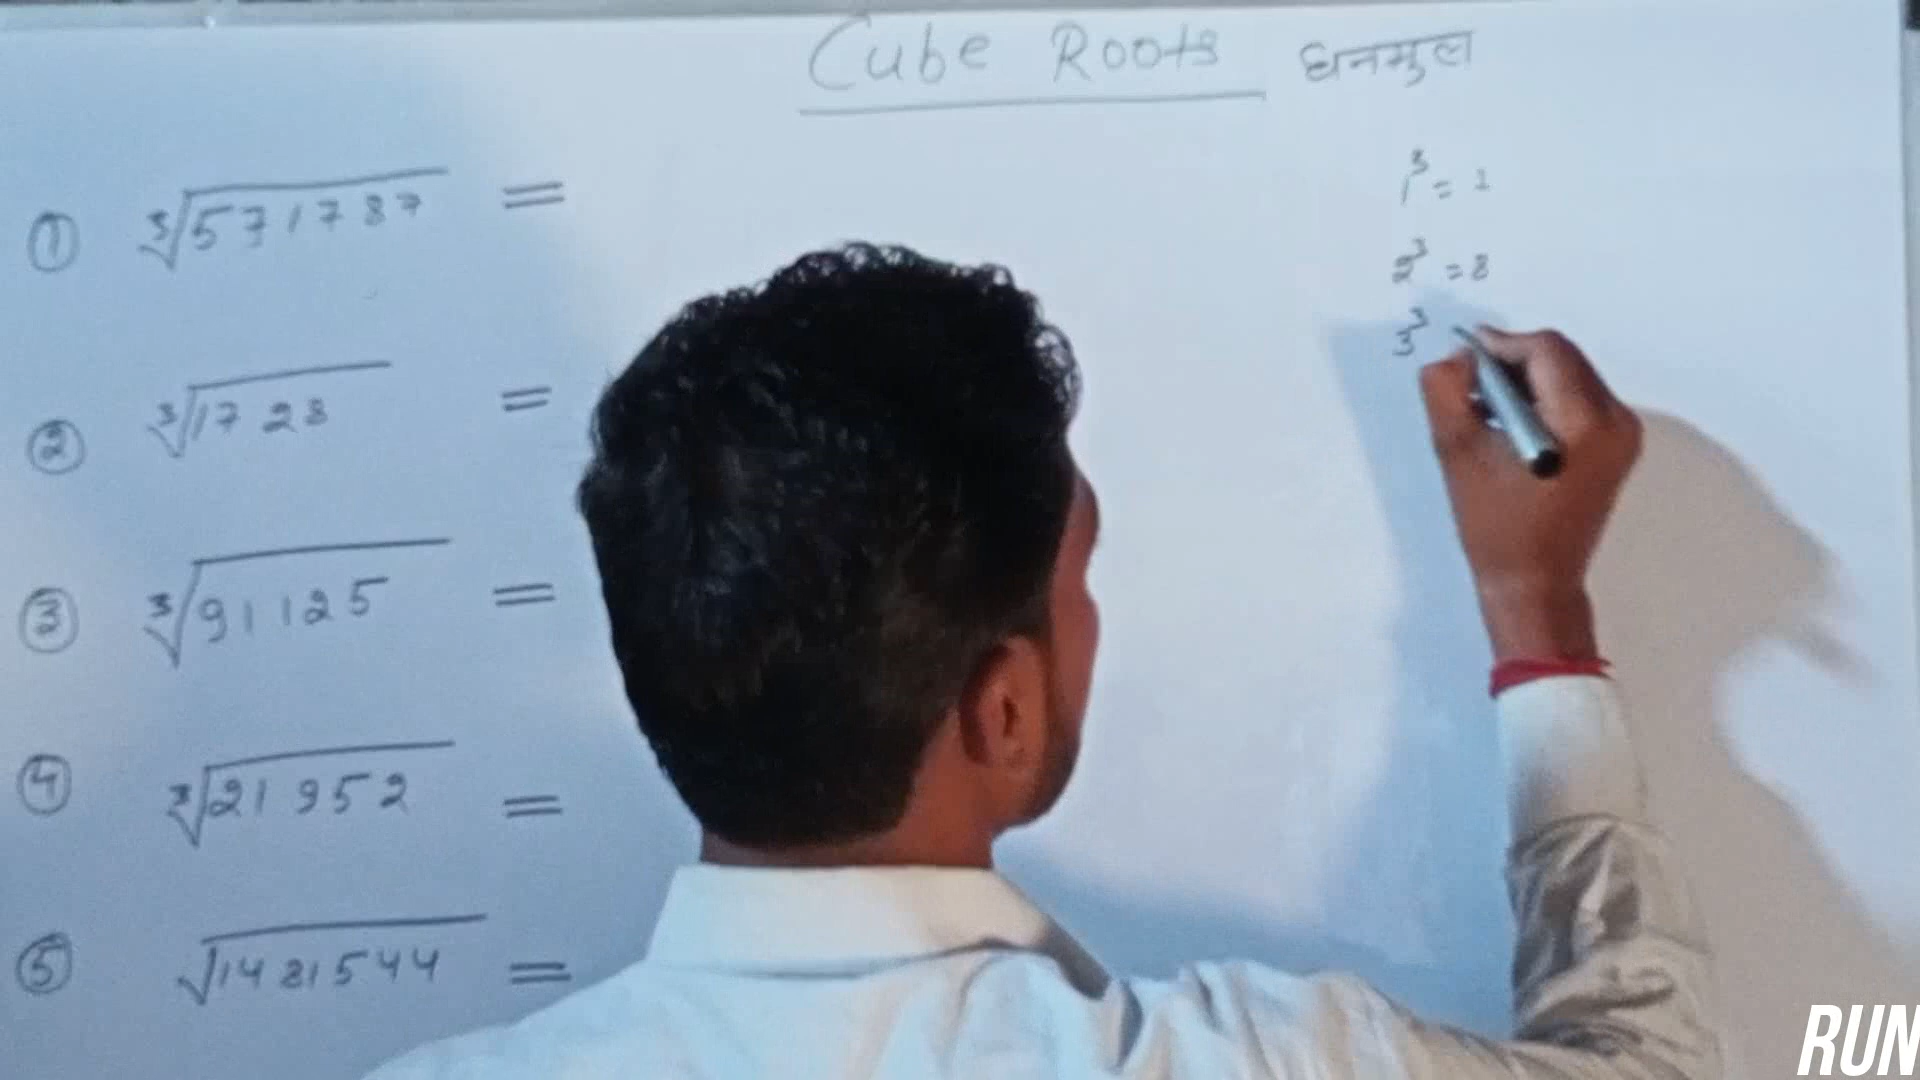 Cube Roots घनमुल
① ∛571787 =
② ∛1728 =
③ ∛91125 =
④ ∛21952 =
⑤ √1481544 =
1³ = 1
2³ = 8
3³
RUN